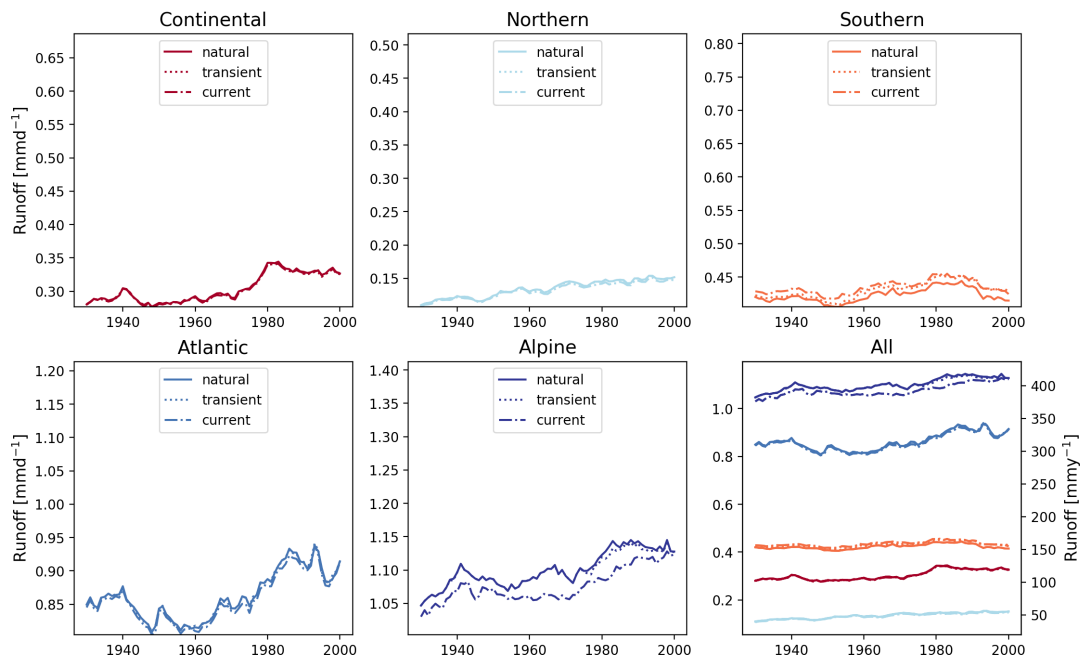 Continental
Northern
Southern
natural
transient
current
natural
transient
current
natural
transient
current
Runoff [mmd⁻¹]
0.65
0.60
0.55
0.50
0.45
0.40
0.35
0.30
0.50
0.45
0.40
0.35
0.30
0.25
0.20
0.15
0.80
0.75
0.70
0.65
0.60
0.55
0.50
0.45
1940 1960 1980 2000
1940 1960 1980 2000
1940 1960 1980 2000
Atlantic
Alpine
All
natural
transient
current
natural
transient
current
Runoff [mmd⁻¹]
1.20
1.15
1.10
1.05
1.00
0.95
0.90
0.85
1.40
1.35
1.30
1.25
1.20
1.15
1.10
1.05
1.0
0.8
0.6
0.4
0.2
400
350
300
250
200
150
100
50
Runoff [mmy⁻¹]
1940 1960 1980 2000
1940 1960 1980 2000
1940 1960 1980 2000